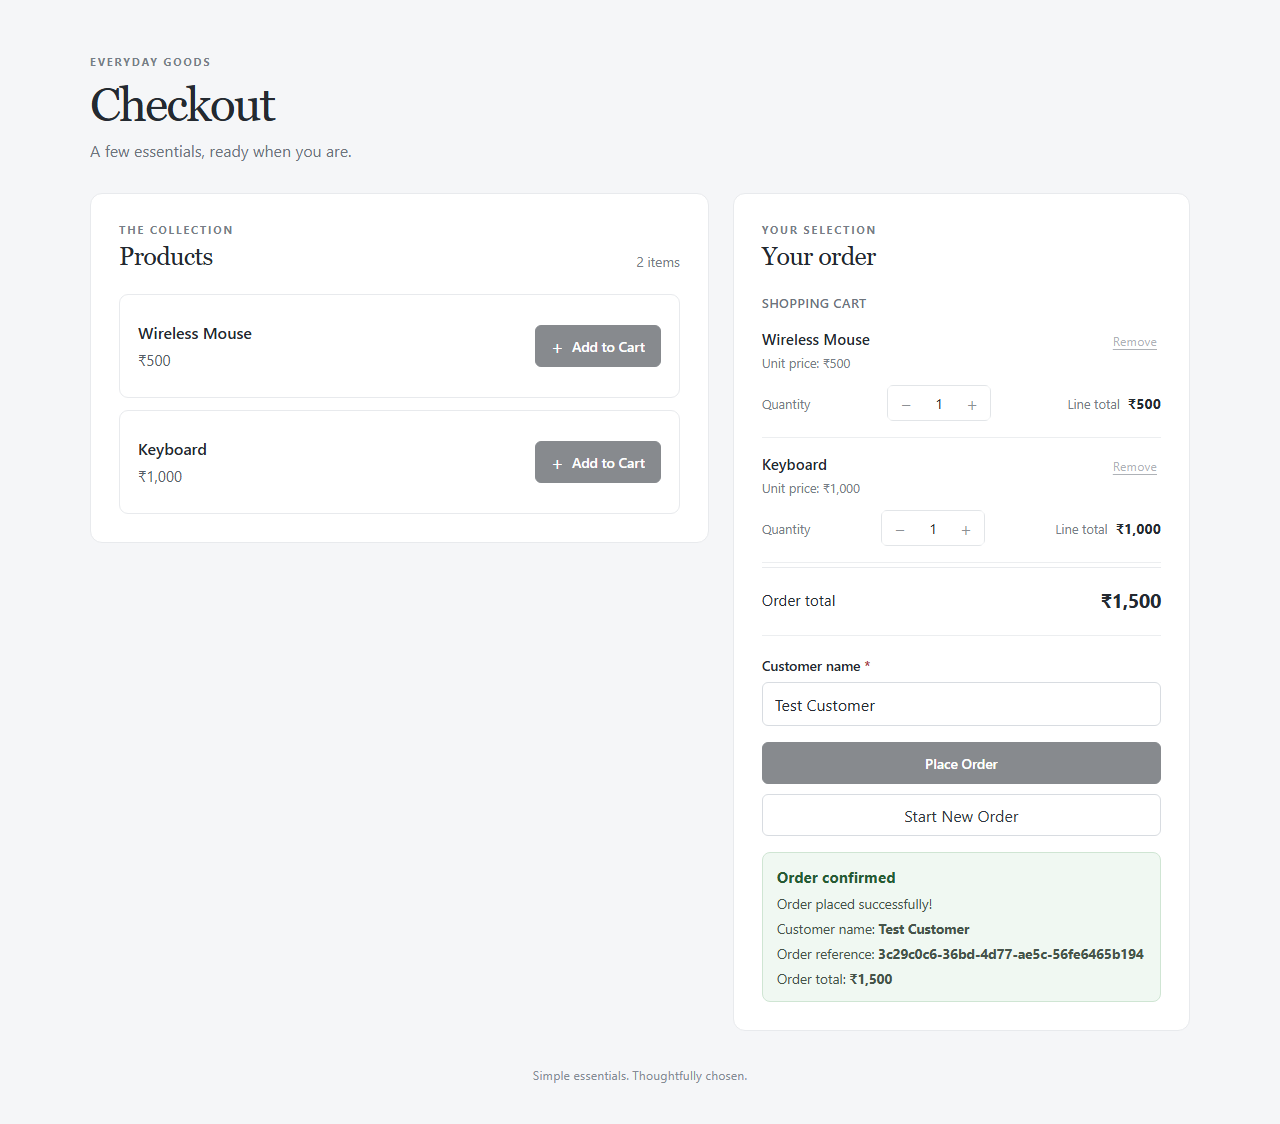 EVERYDAY GOODS
Checkout
A few essentials, ready when you are.
THE COLLECTION
Products
2 items
Wireless Mouse
₹500
+ Add to Cart
Keyboard
₹1,000
+ Add to Cart
YOUR SELECTION
Your order
SHOPPING CART
Wireless Mouse
Remove
Unit price: ₹500
Quantity − 1 + Line total ₹500
Keyboard
Remove
Unit price: ₹1,000
Quantity − 1 + Line total ₹1,000
Order total ₹1,500
Customer name *
Test Customer
Place Order
Start New Order
Order confirmed
Order placed successfully!
Customer name: Test Customer
Order reference: 3c29c0c6-36bd-4d77-ae5c-56fe6465b194
Order total: ₹1,500
Simple essentials. Thoughtfully chosen.